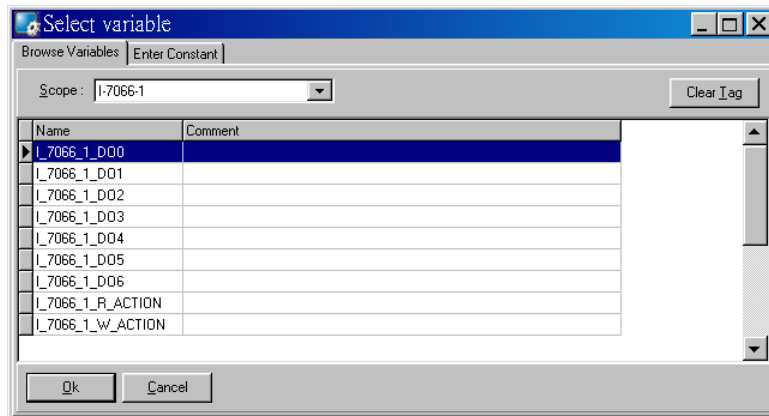 Select variable
Browse Variables Enter Constant
Scope : I-7066-1 Clear Tag
Name Comment
I_7066_1_DO0
I_7066_1_DO1
I_7066_1_DO2
I_7066_1_DO3
I_7066_1_DO4
I_7066_1_DO5
I_7066_1_DO6
I_7066_1_R_ACTION
I_7066_1_W_ACTION
Ok Cancel